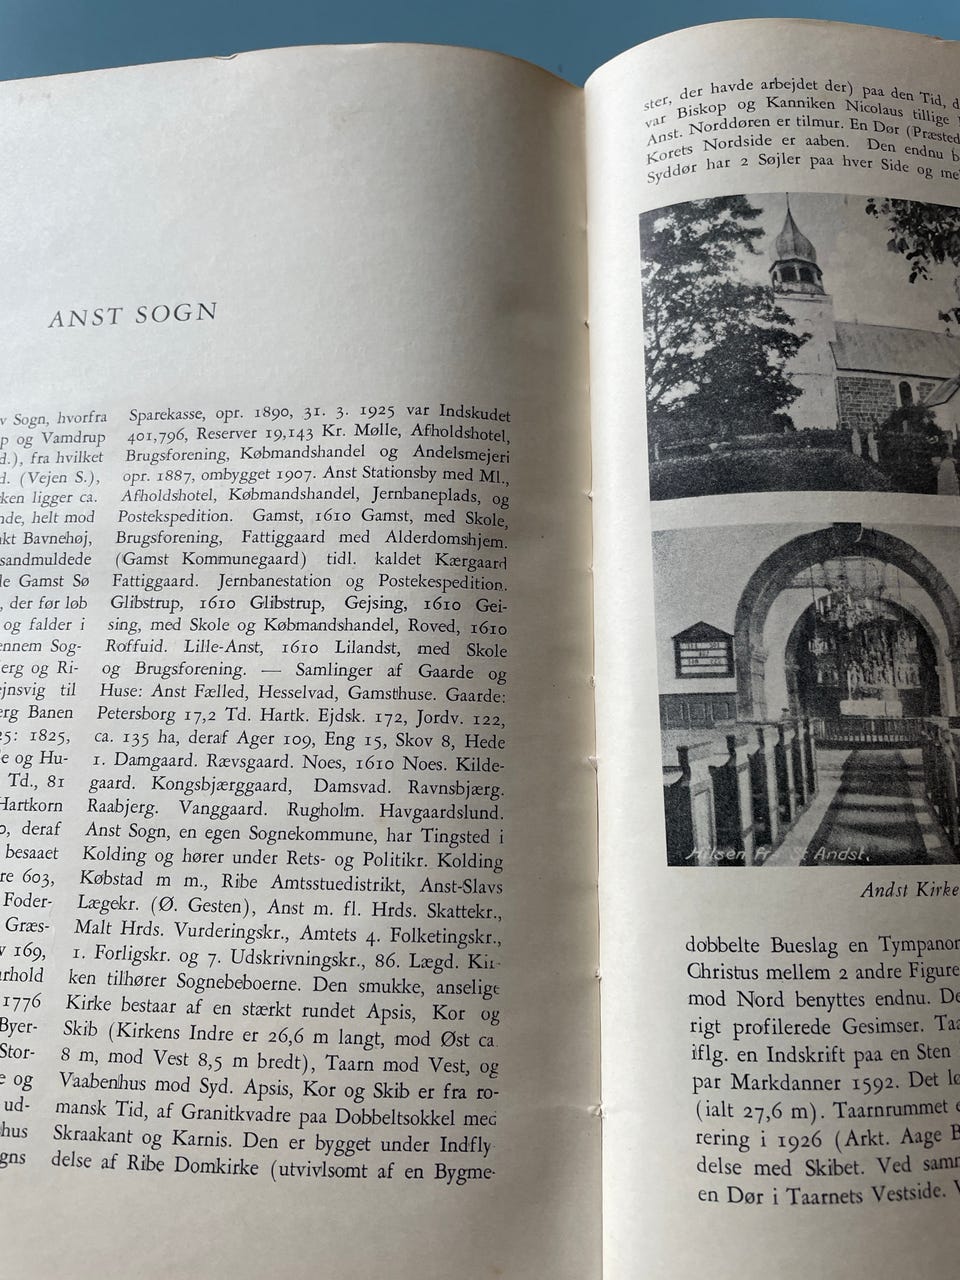 ANST SOGN
v Sogn, hvorfra
p og Vamdrup
d.), fra hvilket
d. (Vejen S.),
ken ligger ca.
nde, helt mod
nkt Bavnehøj,
sandmuldede
le Gamst Sø
, der før løb
og falder i
ennem Sog-
erg og Ri-
ejnsvig til
erg Banen
25: 1825,
e og Hu-
Td., 81
Hartkorn
0, deraf
besaaet
re 603,
Foder-
Græs-
v 169,
urhold
1776
Byer-
Stor-
e og
ud-
hus
gns
Sparekasse, opr. 1890, 31. 3. 1925 var Indskudet
401,796, Reserver 19,143 Kr. Mølle, Afholdshotel,
Brugsforening, Købmandshandel og Andelsmejeri
opr. 1887, ombygget 1907. Anst Stationsby med Ml.,
Afholdshotel, Købmandshandel, Jernbaneplads, og
Postekspedition. Gamst, 1610 Gamst, med Skole,
Brugsforening, Fattiggaard med Alderdomshjem.
(Gamst Kommunegaard) tidl. kaldet Kærgaard
Fattiggaard. Jernbanestation og Postekespedition.
Glibstrup, 1610 Glibstrup, Gejsing, 1610 Gei-
sing, med Skole og Købmandshandel, Roved, 1610
Roffuid. Lille-Anst, 1610 Lilandst, med Skole
og Brugsforening. — Samlinger af Gaarde og
Huse: Anst Fælled, Hesselvad, Gamsthuse. Gaarde:
Petersborg 17,2 Td. Hartk. Ejdsk. 172, Jordv. 122,
ca. 135 ha, deraf Ager 109, Eng 15, Skov 8, Hede
1. Damgaard. Rævsgaard. Noes, 1610 Noes. Kilde-
gaard. Kongsbjærggaard, Damsvad. Ravnsbjærg.
Raabjerg. Vanggaard. Rugholm. Havgaardslund.
Anst Sogn, en egen Sognekommune, har Tingsted i
Kolding og hører under Rets- og Politikr. Kolding
Købstad m m., Ribe Amtsstuedistrikt, Anst-Slavs
Lægekr. (Ø. Gesten), Anst m. fl. Hrds. Skattekr.,
Malt Hrds. Vurderingskr., Amtets 4. Folketingskr.,
1. Forligskr. og 7. Udskrivningskr., 86. Lægd. Kir-
ken tilhører Sognebeboerne. Den smukke, anselige
Kirke bestaar af en stærkt rundet Apsis, Kor og
Skib (Kirkens Indre er 26,6 m langt, mod Øst ca.
8 m, mod Vest 8,5 m bredt), Taarn mod Vest, og
Vaabenhus mod Syd. Apsis, Kor og Skib er fra ro-
mansk Tid, af Granitkvadre paa Dobbeltsokkel med
Skraakant og Karnis. Den er bygget under Indfly
delse af Ribe Domkirke (utvivlsomt af en Bygme-
ster, der havde arbejdet der) paa den Tid, d
var Biskop og Kanniken Nicolaus tillige
Anst. Norddøren er tilmur. En Dør (Præsted
Korets Nordside er aaben. Den endnu b
Syddør har 2 Søjler paa hver Side og me
Hilsen fra St. Andst.
Andst Kirke
dobbelte Bueslag en Tympanon
Christus mellem 2 andre Figure
mod Nord benyttes endnu. De
rigt profilerede Gesimser. Taa
iflg. en Indskrift paa en Sten
par Markdanner 1592. Det lø
(ialt 27,6 m). Taarnrummet e
rering i 1926 (Arkt. Aage B
delse med Skibet. Ved samm
en Dør i Taarnets Vestside. V